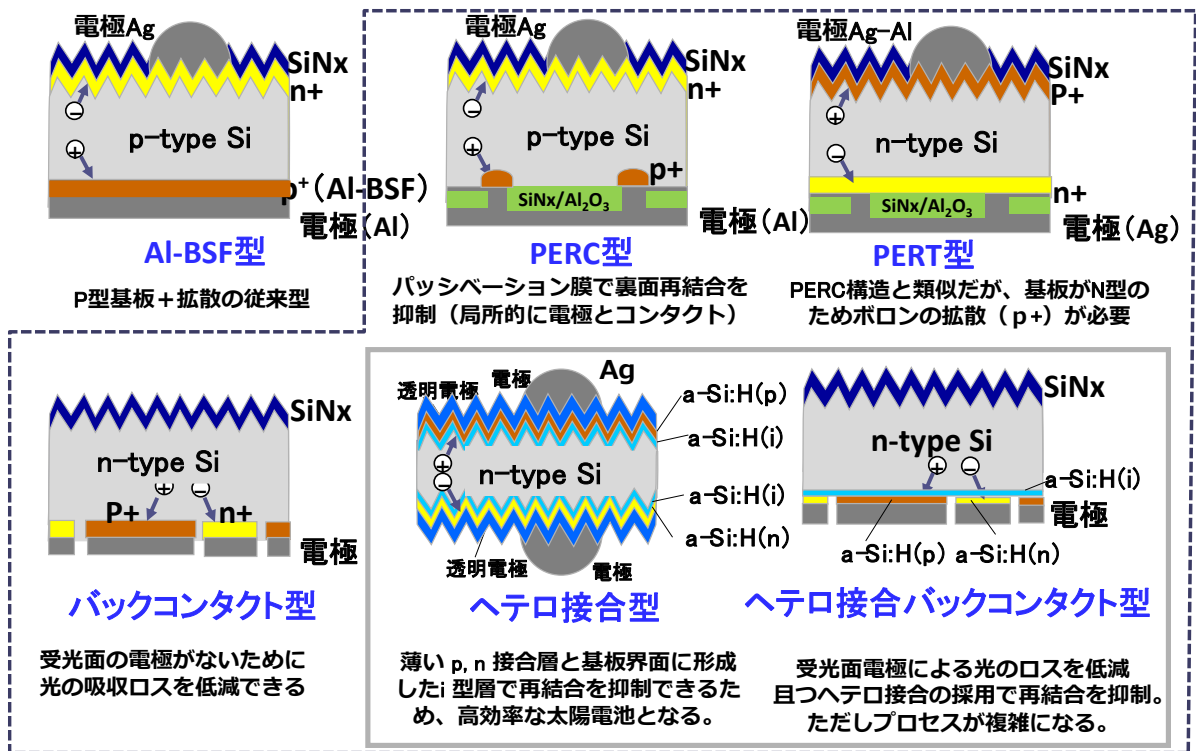 電極Ag
SiNx
n+
p-type Si
p⁺(Al-BSF)
電極(Al)
Al-BSF型
P型基板+拡散の従来型
電極Ag
SiNx
n+
p-type Si
p+
SiNx/Al₂O₃
電極(Al)
PERC型
パッシベーション膜で裏面再結合を
抑制(局所的に電極とコンタクト)
電極Ag-Al
SiNx
P+
n-type Si
n+
SiNx/Al₂O₃
電極(Ag)
PERT型
PERC構造と類似だが、基板がN型の
ためボロンの拡散(p+)が必要
SiNx
n-type Si
P+
n+
電極
バックコンタクト型
受光面の電極がないために
光の吸収ロスを低減できる
Ag
電極
透明電極
a-Si:H(p)
a-Si:H(i)
n-type Si
a-Si:H(i)
a-Si:H(n)
透明電極
電極
ヘテロ接合型
薄い p, n 接合層と基板界面に形成
したi 型層で再結合を抑制できるた
め、高効率な太陽電池となる。
SiNx
n-type Si
a-Si:H(i)
電極
a-Si:H(p) a-Si:H(n)
ヘテロ接合バックコンタクト型
受光面電極による光のロスを低減
且つヘテロ接合の採用で再結合を抑制。
ただしプロセスが複雑になる。